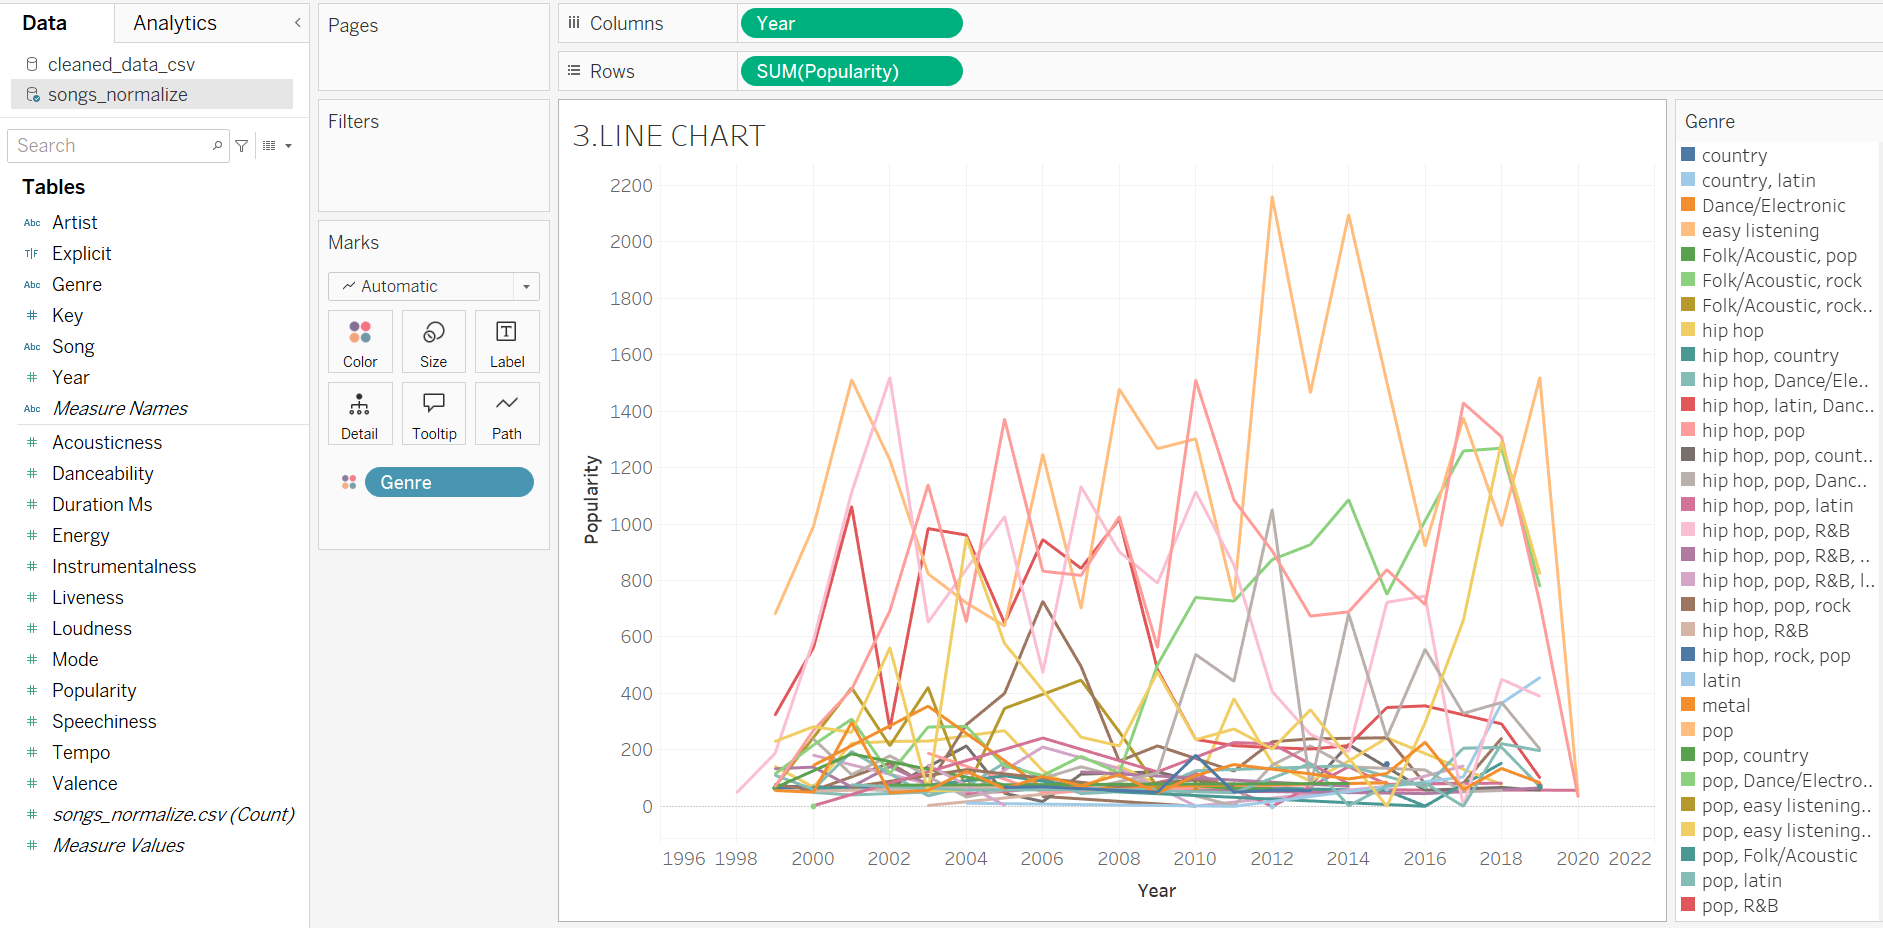 Data
Analytics
cleaned_data_csv
songs_normalize
Search
Tables
Abc Artist
T|F Explicit
Abc Genre
# Key
Abc Song
# Year
Abc Measure Names
# Acousticness
# Danceability
# Duration Ms
# Energy
# Instrumentalness
# Liveness
# Loudness
# Mode
# Popularity
# Speechiness
# Tempo
# Valence
# songs_normalize.csv (Count)
# Measure Values
Pages
Filters
Marks
Automatic
Color
Size
Label
Detail
Tooltip
Path
Genre
Columns
Year
Rows
SUM(Popularity)
3.LINE CHART
2200
2000
1800
1600
1400
1200
1000
800
600
400
200
0
Popularity
1996 1998 2000 2002 2004 2006 2008 2010 2012 2014 2016 2018 2020 2022
Year
Genre
country
country, latin
Dance/Electronic
easy listening
Folk/Acoustic, pop
Folk/Acoustic, rock
Folk/Acoustic, rock..
hip hop
hip hop, country
hip hop, Dance/Ele..
hip hop, latin, Danc..
hip hop, pop
hip hop, pop, count..
hip hop, pop, Danc..
hip hop, pop, latin
hip hop, pop, R&B
hip hop, pop, R&B, ..
hip hop, pop, R&B, l..
hip hop, pop, rock
hip hop, R&B
hip hop, rock, pop
latin
metal
pop
pop, country
pop, Dance/Electro..
pop, easy listening..
pop, easy listening..
pop, Folk/Acoustic
pop, latin
pop, R&B